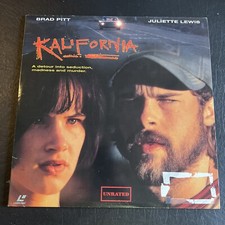 BRAD PITT
JULIETTE LEWIS
KALIFORNIA
A detour into seduction,
madness and murder.
UNRATED